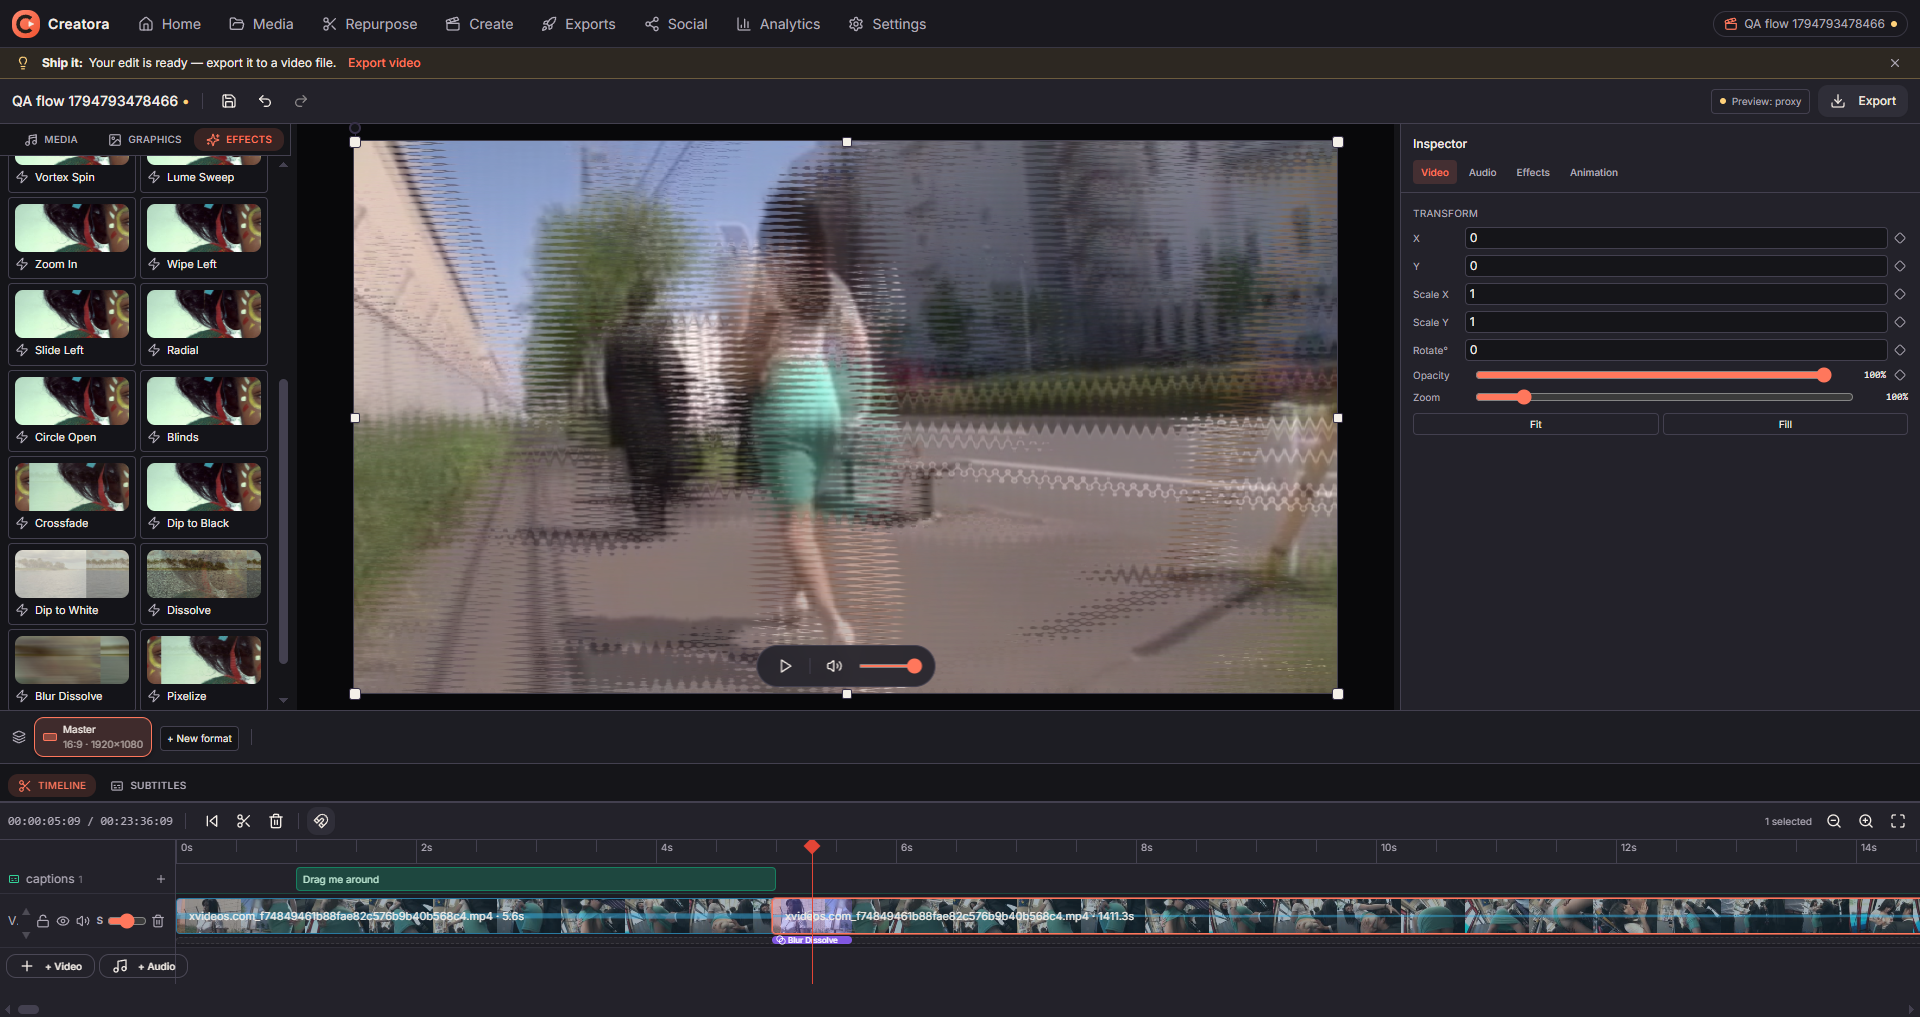 Creatora
Home
Media
Repurpose
Create
Exports
Social
Analytics
Settings
QA flow 1794793478466
Ship it: Your edit is ready — export it to a video file. Export video
QA flow 1794793478466
Preview: proxy
Export
MEDIA
GRAPHICS
EFFECTS
Vortex Spin
Lume Sweep
Zoom In
Wipe Left
Slide Left
Radial
Circle Open
Blinds
Crossfade
Dip to Black
Dip to White
Dissolve
Blur Dissolve
Pixelize
Inspector
Video
Audio
Effects
Animation
TRANSFORM
X 0
Y 0
Scale X 1
Scale Y 1
Rotate° 0
Opacity 100%
Zoom 100%
Fit
Fill
Master
16:9 · 1920×1080
+ New format
TIMELINE
SUBTITLES
00:00:05:09 / 00:23:36:09
1 selected
0s 2s 4s 6s 8s 10s 12s 14s
captions 1
Drag me around
V. S
xvideos.com_f74849461b88fae82c576b9b40b568c4.mp4 · 5.6s
xvideos.com_f74849461b88fae82c576b9b40b568c4.mp4 · 1411.3s
Blur Dissolve
+ Video
+ Audio